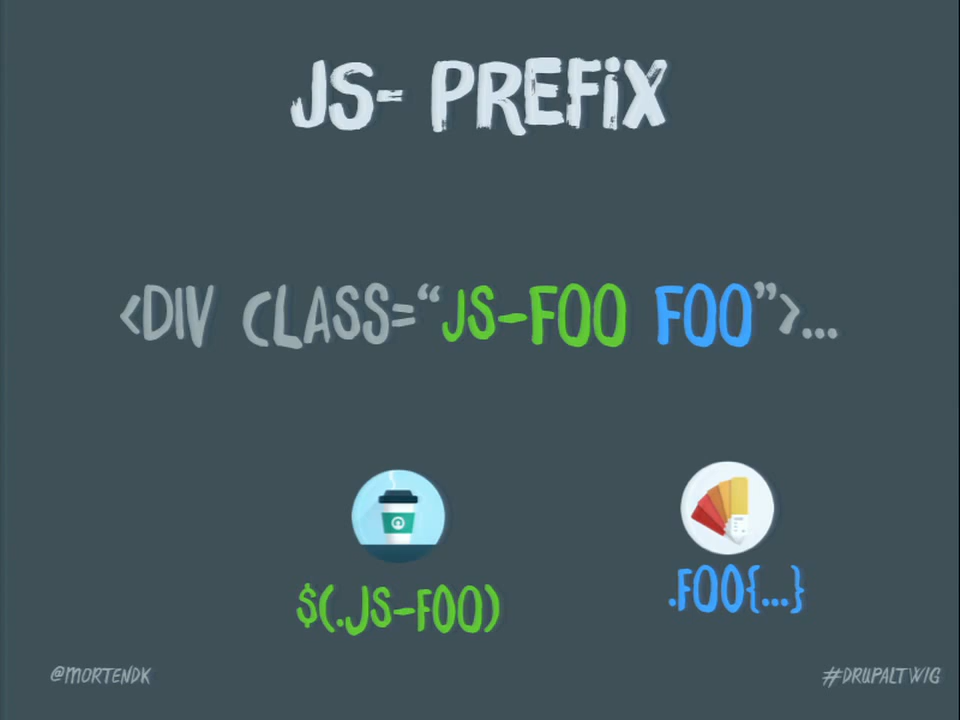 JS- PREFiX
<DIV CLASS=“JS-FOO FOO”>...
$(.JS-FOO)
.FOO{...}
@MORTENDK
#DRUPALTWIG